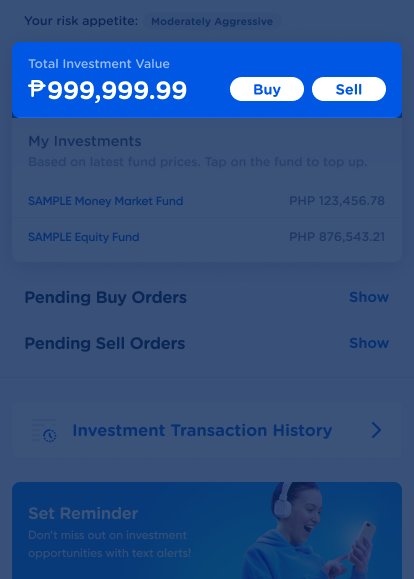 Your risk appetite: Moderately Aggressive
Total Investment Value
₱999,999.99
Buy
Sell
My Investments
Based on latest fund prices. Tap on the fund to top up.
SAMPLE Money Market Fund PHP 123,456.78
SAMPLE Equity Fund PHP 876,543.21
Pending Buy Orders Show
Pending Sell Orders Show
Investment Transaction History
Set Reminder
Don't miss out on investment
opportunities with text alerts!